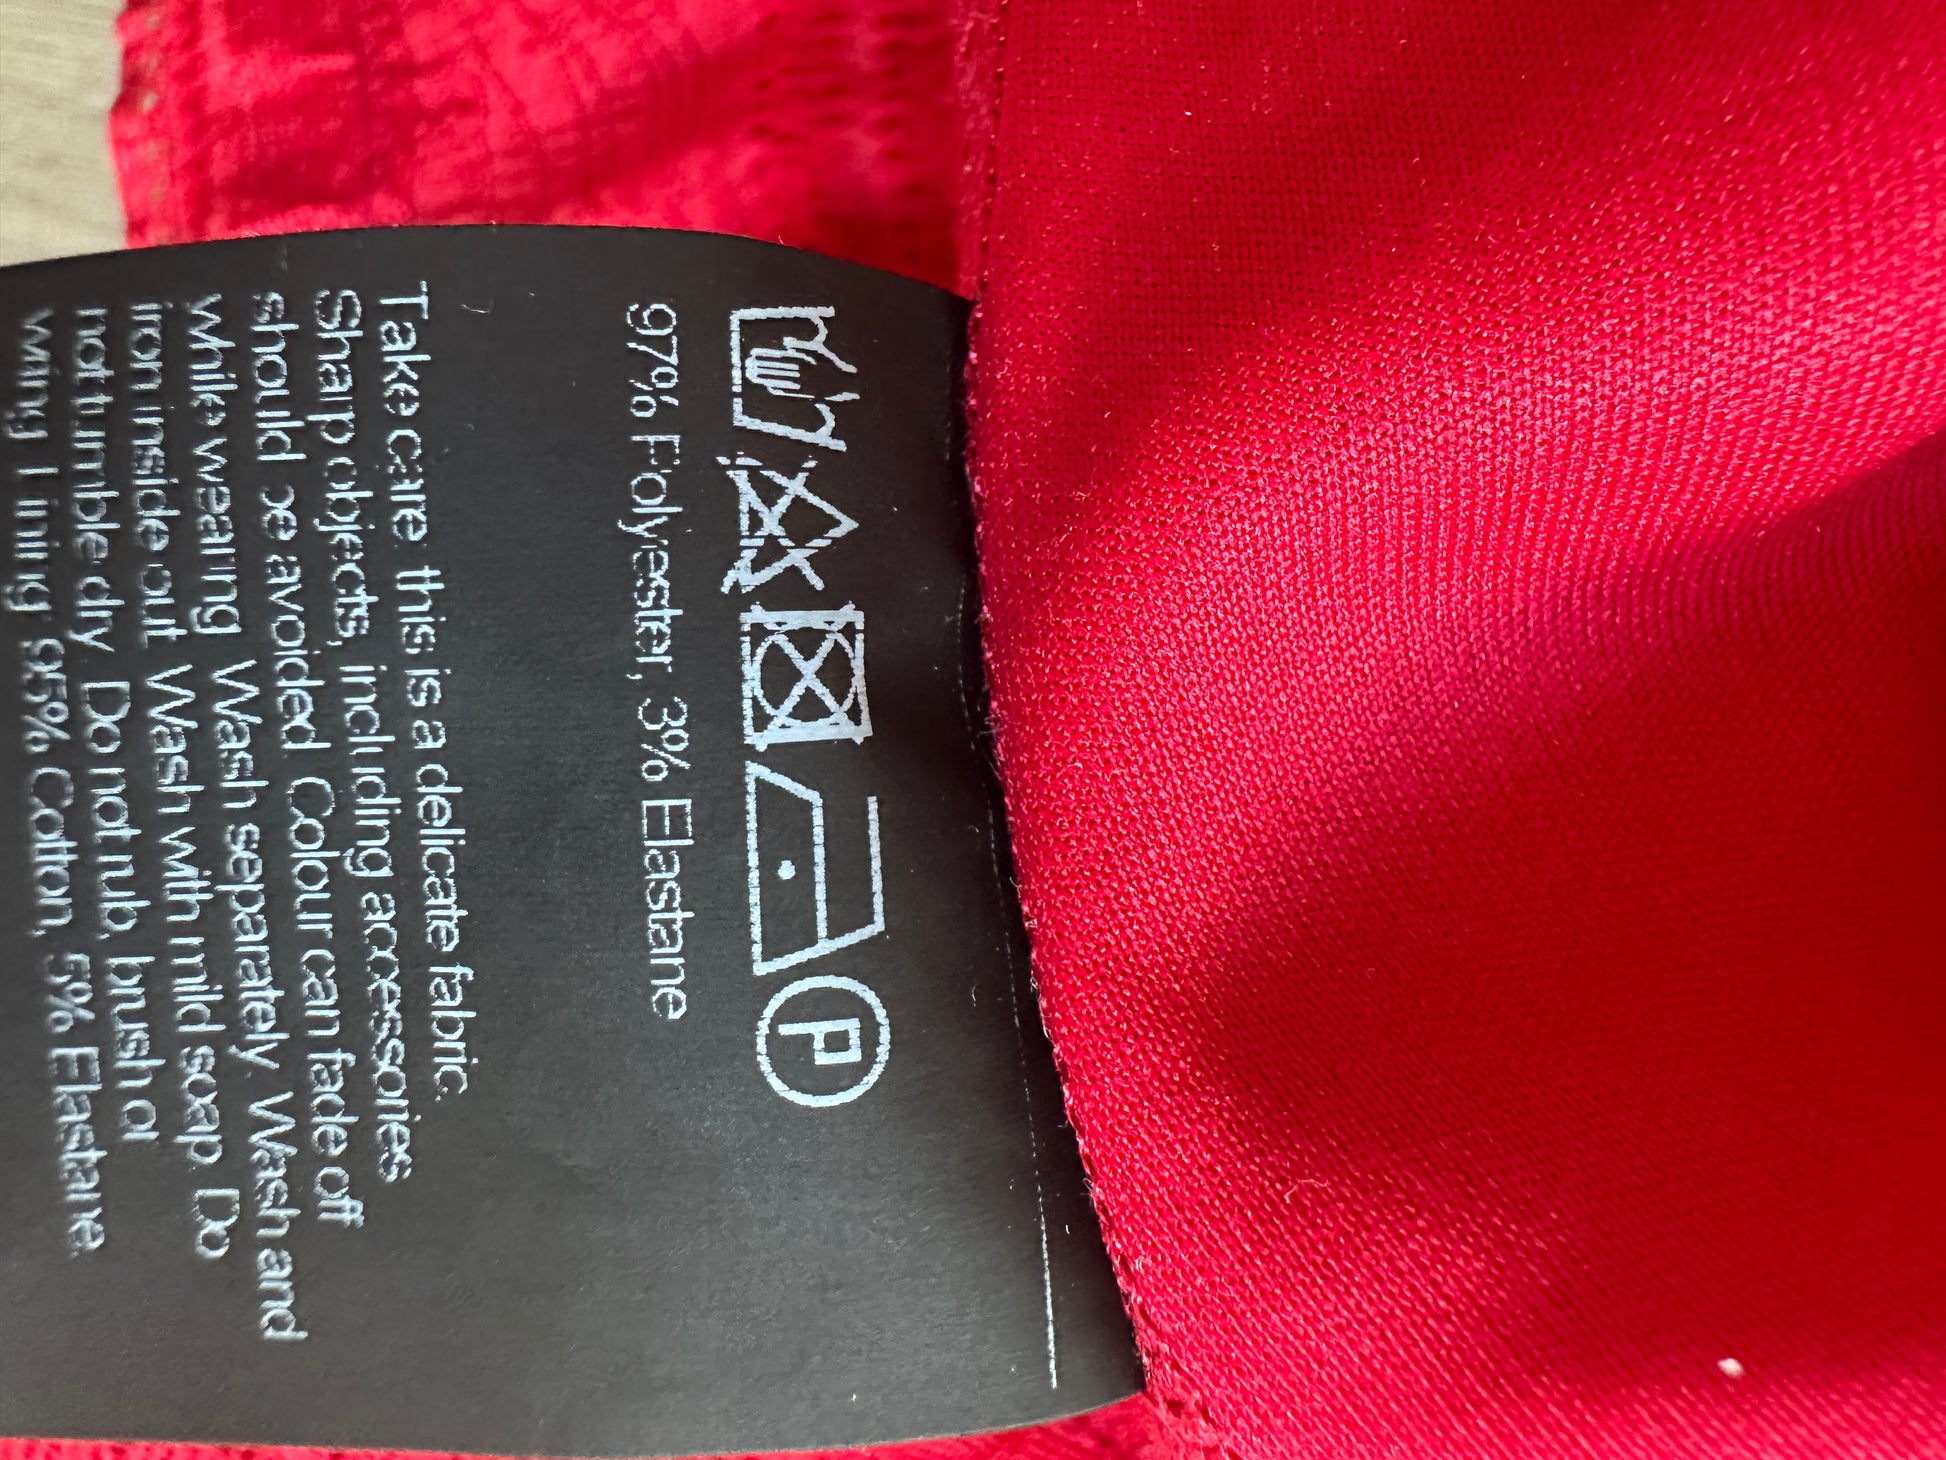 P
97% Polyester, 3% Elastane
Take care this is a delicate fabric.
Sharp objects, including accessories
should be avoided Colour can fade off
while wearing Wash separately. Wash and
iron inside out Wash with mild soap Do
not tumble dry Do not rub, brush or
wring Lining 95% Cotton, 5% Elastane